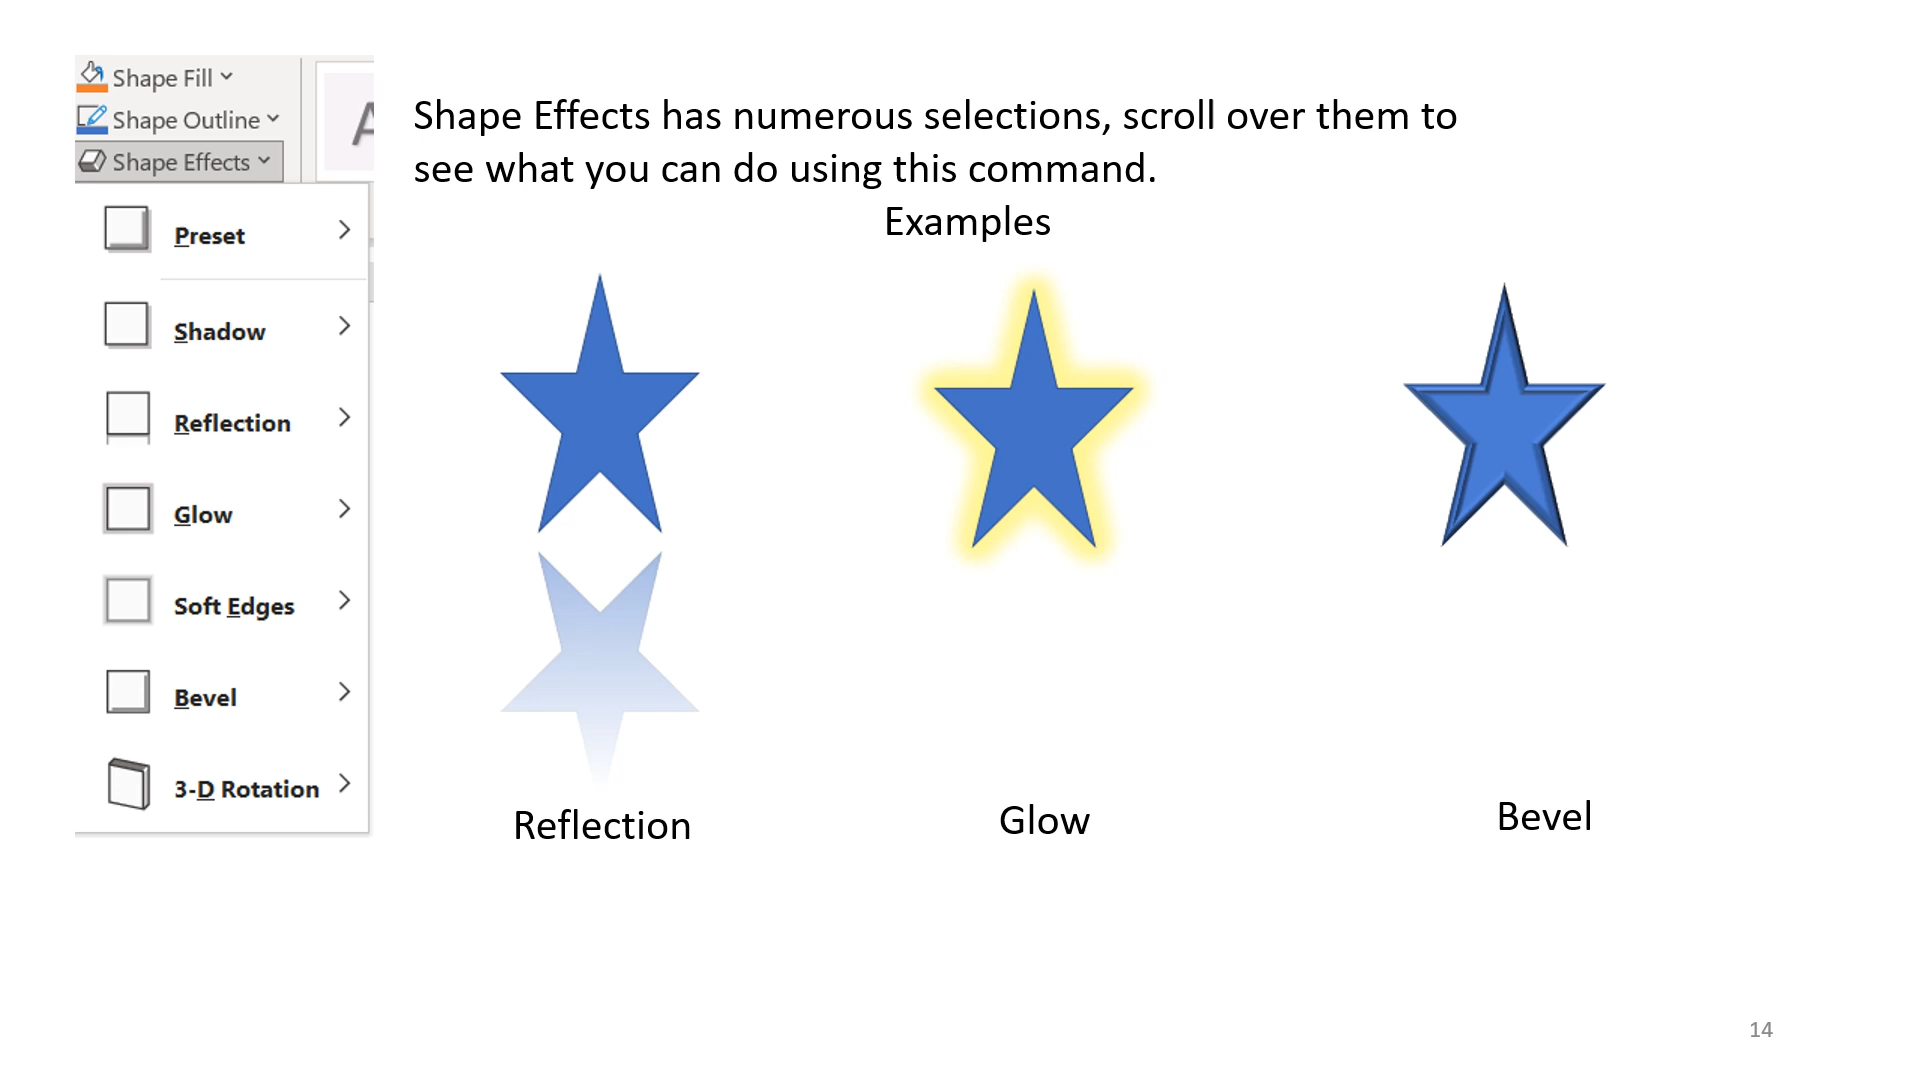 Shape Fill
Shape Outline
Shape Effects
A
Preset
Shadow
Reflection
Glow
Soft Edges
Bevel
3-D Rotation
Shape Effects has numerous selections, scroll over them to
see what you can do using this command.
Examples
Reflection
Glow
Bevel
14